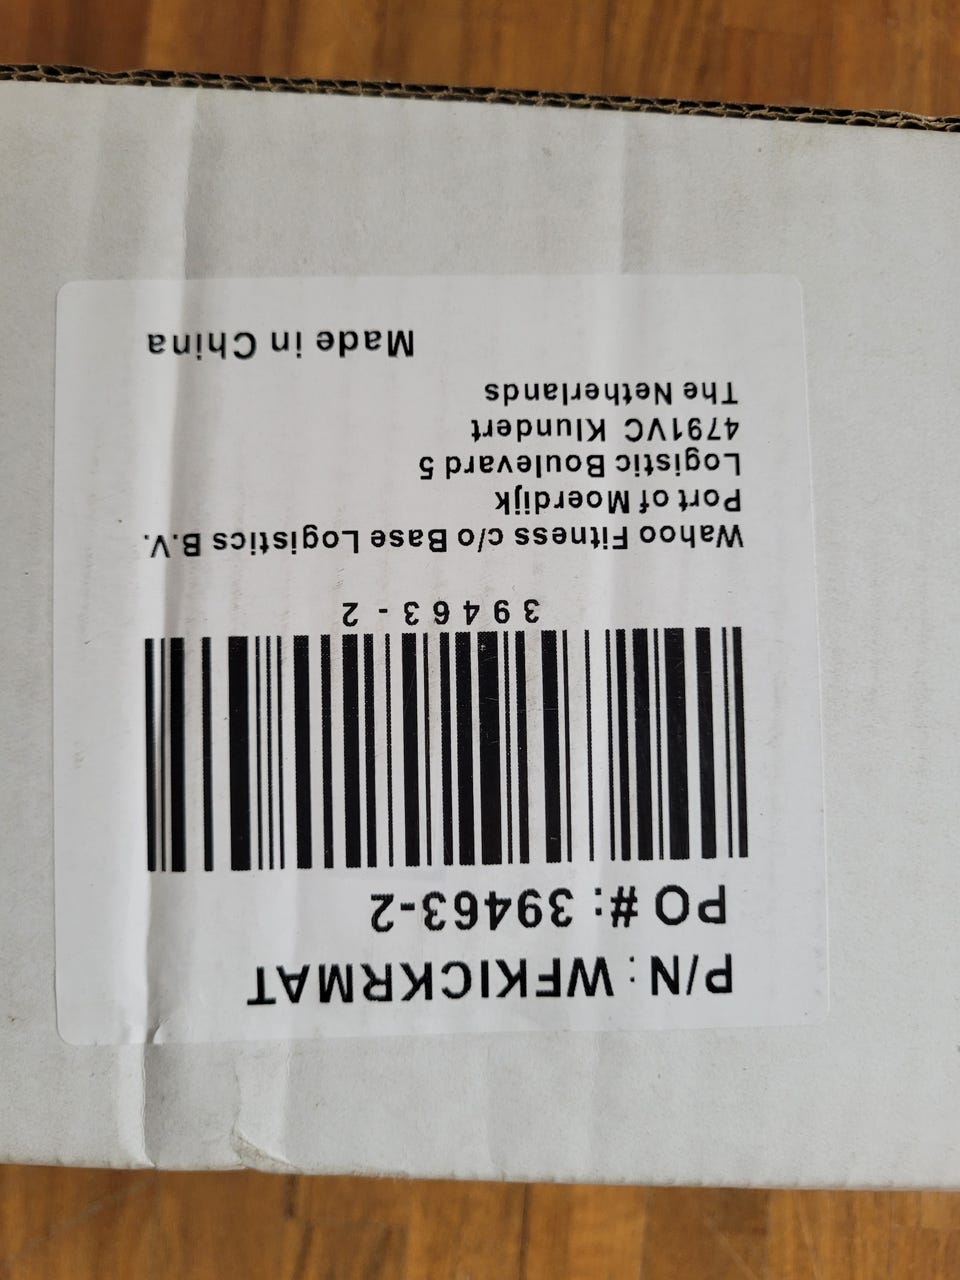 P/N: WFKICKRMAT
PO #: 39463-2
39463-2
Wahoo Fitness c/o Base Logistics B.V.
Port of Moerdijk
Logistic Boulevard 5
4791VC Klundert
The Netherlands
Made in China